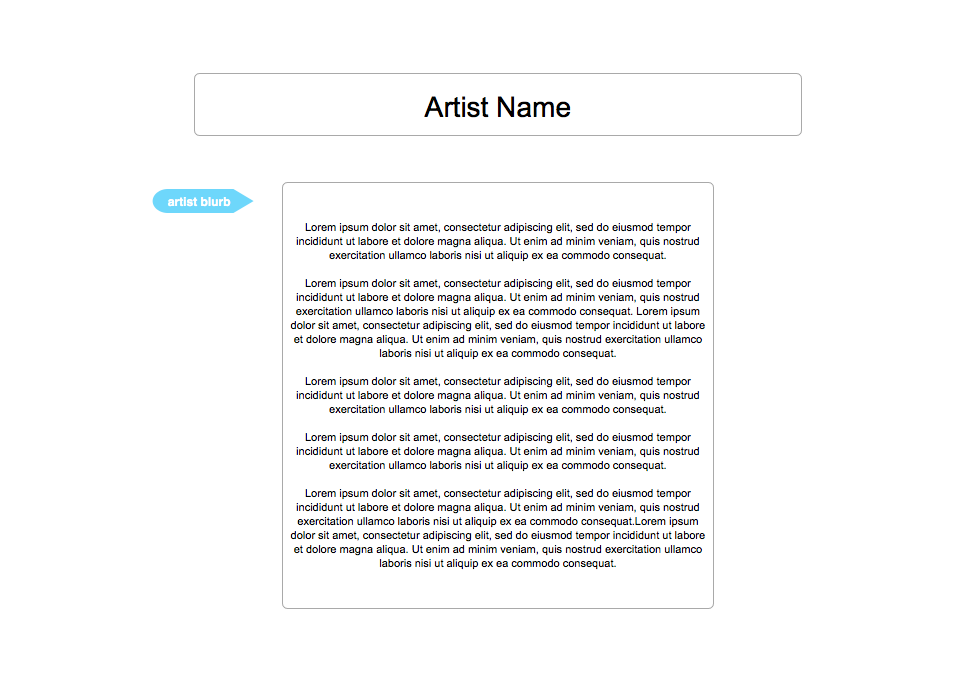 Artist Name
artist blurb
Lorem ipsum dolor sit amet, consectetur adipiscing elit, sed do eiusmod tempor
incididunt ut labore et dolore magna aliqua. Ut enim ad minim veniam, quis nostrud
exercitation ullamco laboris nisi ut aliquip ex ea commodo consequat.
Lorem ipsum dolor sit amet, consectetur adipiscing elit, sed do eiusmod tempor
incididunt ut labore et dolore magna aliqua. Ut enim ad minim veniam, quis nostrud
exercitation ullamco laboris nisi ut aliquip ex ea commodo consequat. Lorem ipsum
dolor sit amet, consectetur adipiscing elit, sed do eiusmod tempor incididunt ut labore
et dolore magna aliqua. Ut enim ad minim veniam, quis nostrud exercitation ullamco
laboris nisi ut aliquip ex ea commodo consequat.
Lorem ipsum dolor sit amet, consectetur adipiscing elit, sed do eiusmod tempor
incididunt ut labore et dolore magna aliqua. Ut enim ad minim veniam, quis nostrud
exercitation ullamco laboris nisi ut aliquip ex ea commodo consequat.
Lorem ipsum dolor sit amet, consectetur adipiscing elit, sed do eiusmod tempor
incididunt ut labore et dolore magna aliqua. Ut enim ad minim veniam, quis nostrud
exercitation ullamco laboris nisi ut aliquip ex ea commodo consequat.
Lorem ipsum dolor sit amet, consectetur adipiscing elit, sed do eiusmod tempor
incididunt ut labore et dolore magna aliqua. Ut enim ad minim veniam, quis nostrud
exercitation ullamco laboris nisi ut aliquip ex ea commodo consequat.Lorem ipsum
dolor sit amet, consectetur adipiscing elit, sed do eiusmod tempor incididunt ut labore
et dolore magna aliqua. Ut enim ad minim veniam, quis nostrud exercitation ullamco
laboris nisi ut aliquip ex ea commodo consequat.